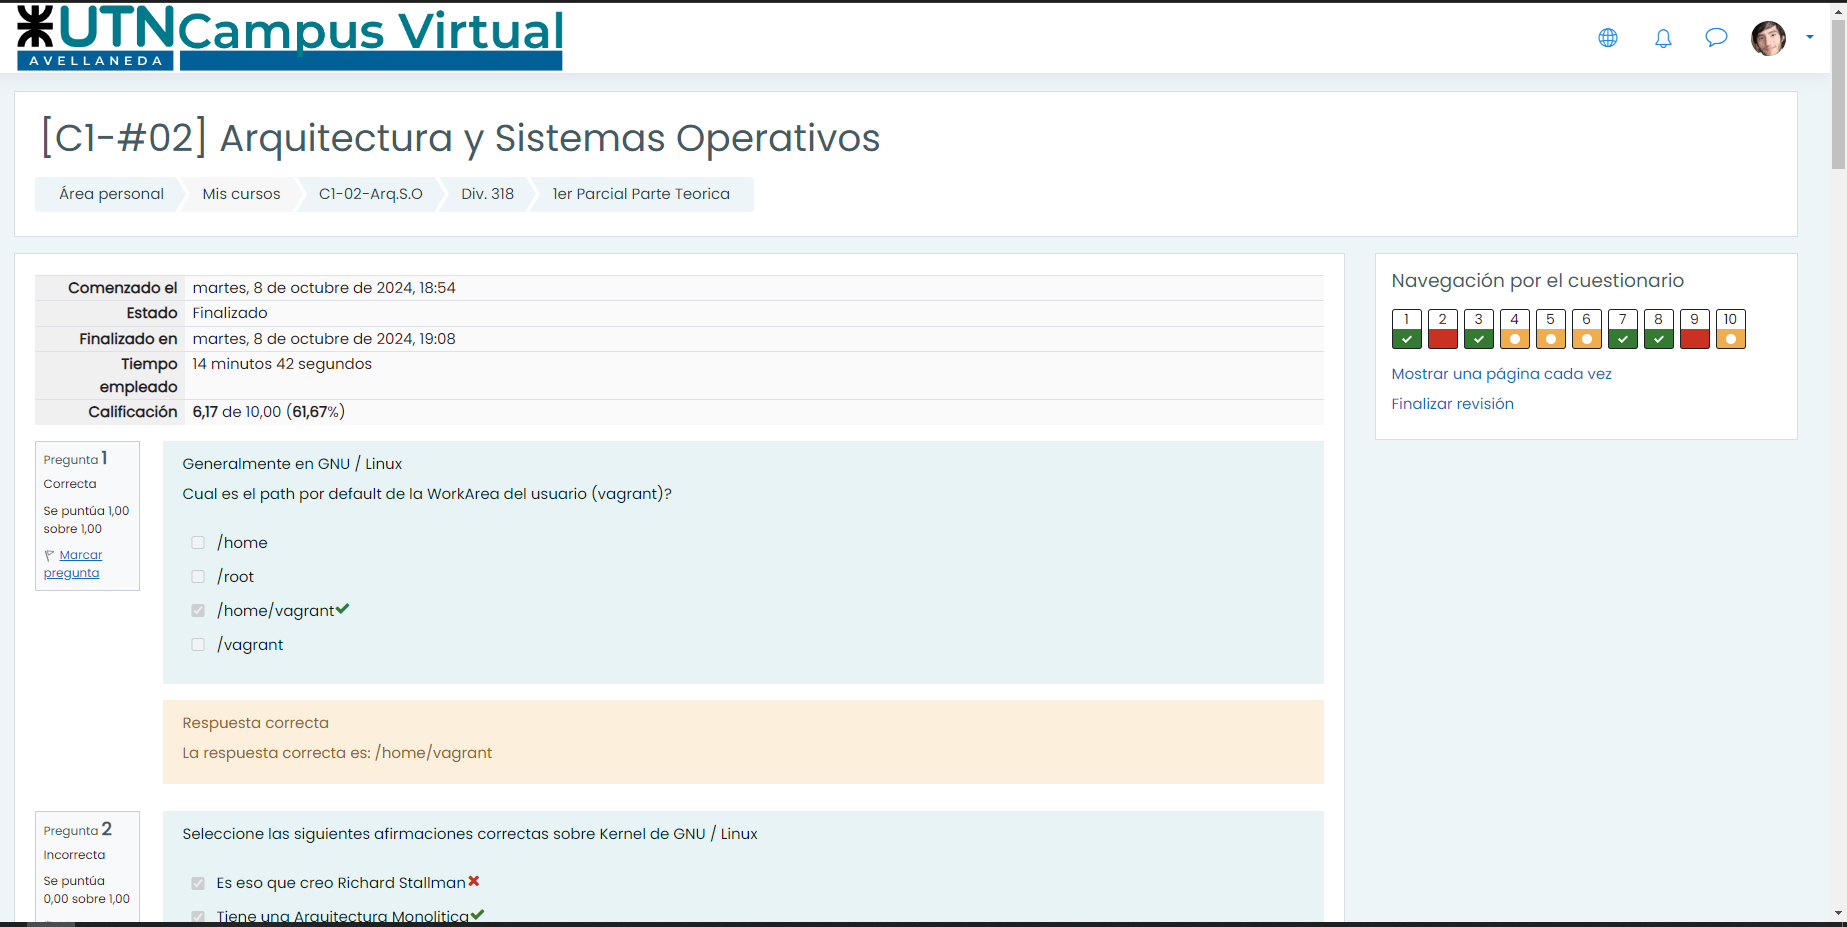 UTN Campus Virtual
AVELLANEDA
[C1-#02] Arquitectura y Sistemas Operativos
Área personal
Mis cursos
C1-02-Arq.S.O
Div. 318
1er Parcial Parte Teorica
Comenzado el martes, 8 de octubre de 2024, 18:54
Estado Finalizado
Finalizado en martes, 8 de octubre de 2024, 19:08
Tiempo empleado 14 minutos 42 segundos
Calificación 6,17 de 10,00 (61,67%)
Navegación por el cuestionario
1 2 3 4 5 6 7 8 9 10
Mostrar una página cada vez
Finalizar revisión
Pregunta 1
Correcta
Se puntúa 1,00
sobre 1,00
Marcar
pregunta
Generalmente en GNU / Linux
Cual es el path por default de la WorkArea del usuario (vagrant)?
/home
/root
/home/vagrant
/vagrant
Respuesta correcta
La respuesta correcta es: /home/vagrant
Pregunta 2
Incorrecta
Se puntúa
0,00 sobre 1,00
Seleccione las siguientes afirmaciones correctas sobre Kernel de GNU / Linux
Es eso que creo Richard Stallman
Tiene una Arquitectura Monolitica